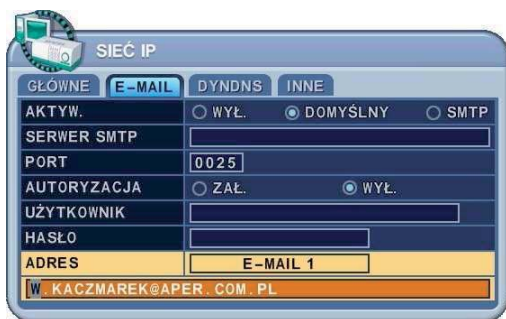 SIEĆ IP
GŁÓWNE E-MAIL DYNDNS INNE
AKTYW. WYŁ. DOMYŚLNY SMTP
SERWER SMTP
PORT 0025
AUTORYZACJA ZAŁ. WYŁ.
UŻYTKOWNIK
HASŁO
ADRES E-MAIL 1
W.KACZMAREK@APER.COM.PL